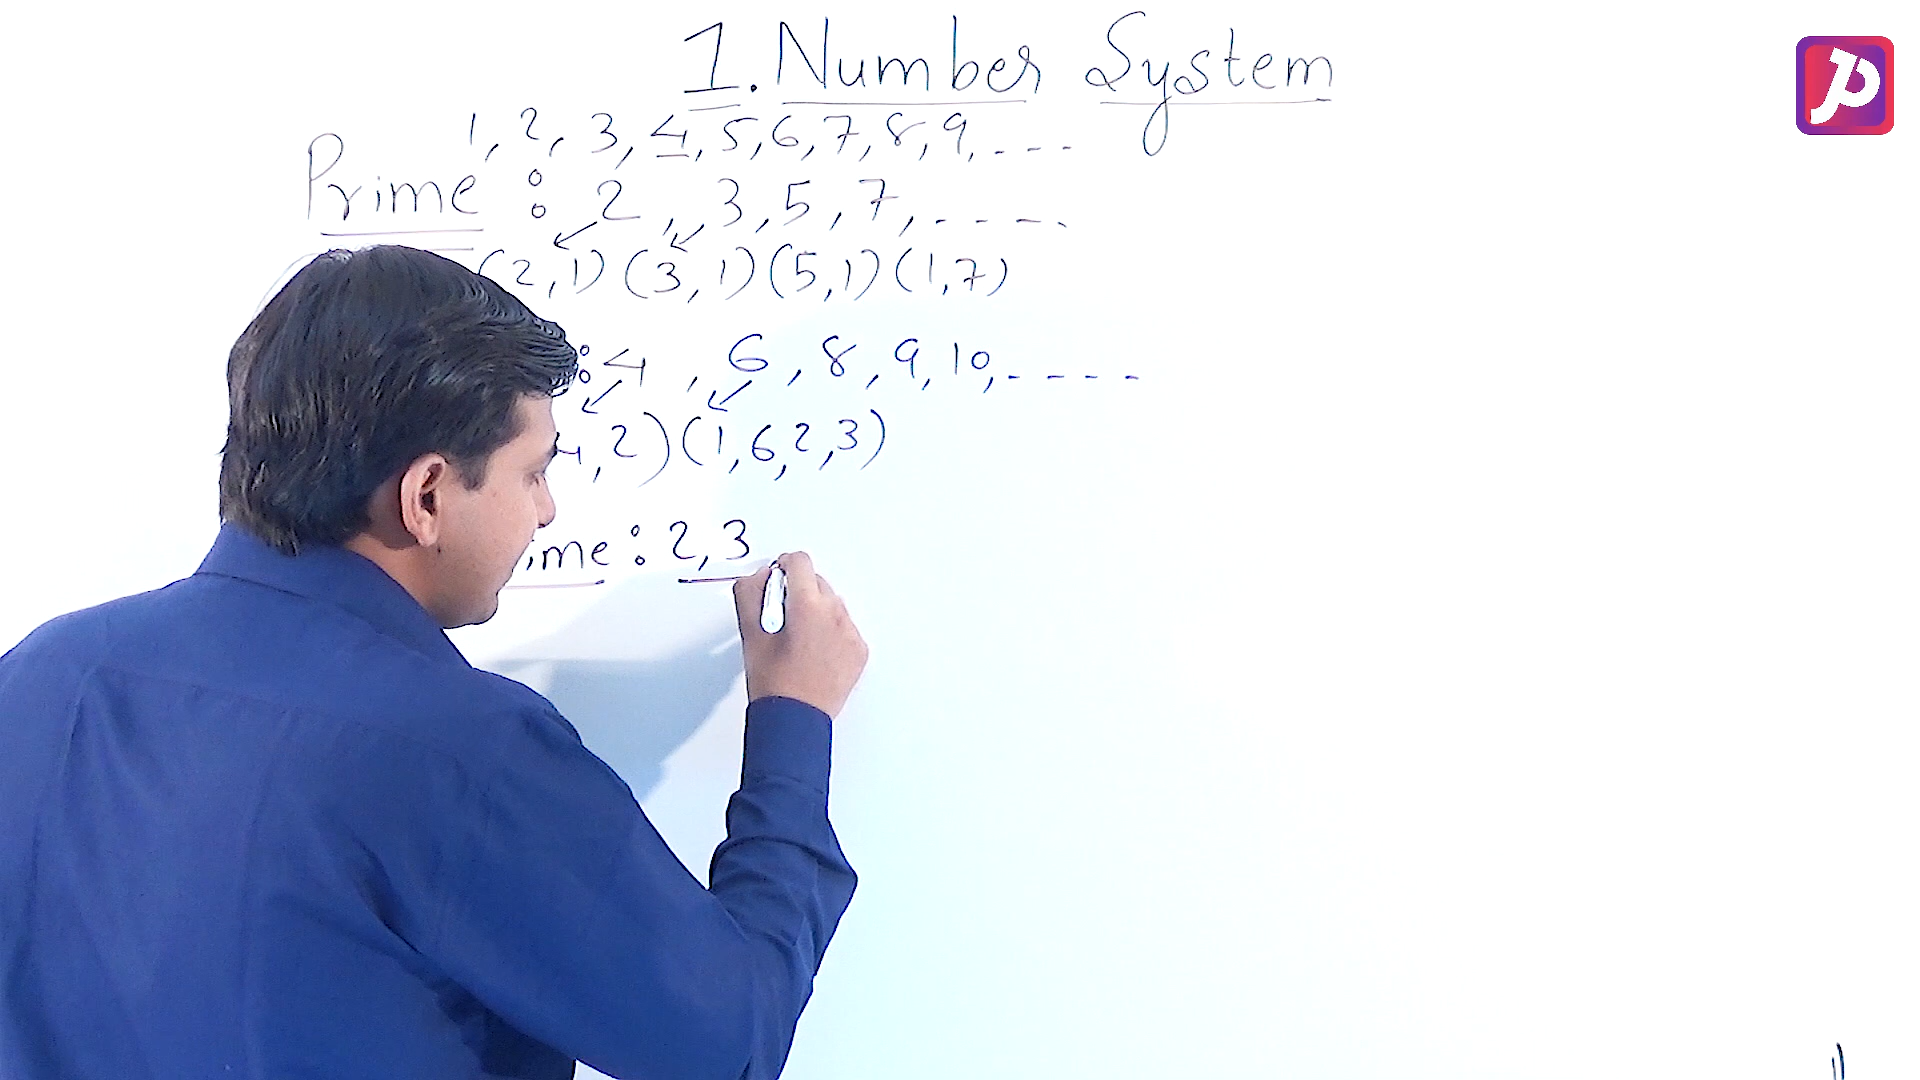 1. Number System
1, 2, 3, 4, 5, 6, 7, 8, 9, ---
Prime : 2, 3, 5, 7, ----
(2, 1) (3, 1) (5, 1) (1, 7)
: 4, 6, 8, 9, 10, ----
4, 2) (1, 6, 2, 3)
ime : 2, 3